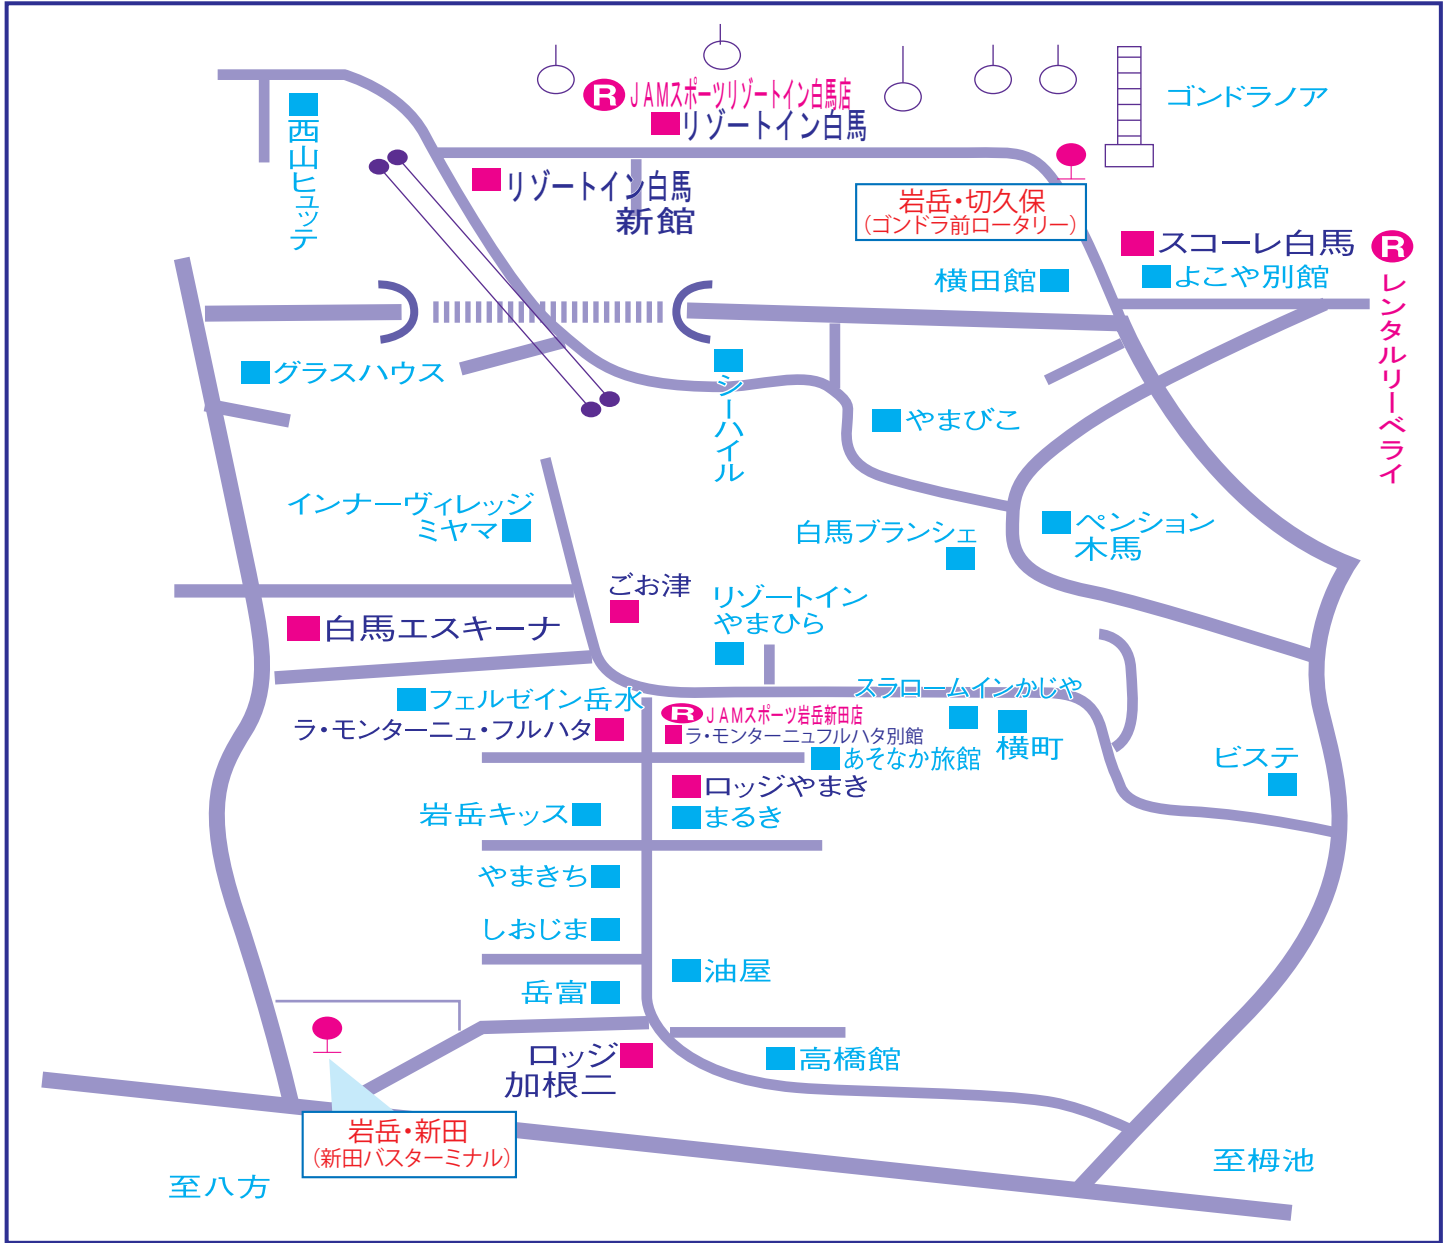 R JAMスポーツリゾートイン白馬店
リゾートイン白馬
ゴンドラノア
西山ヒュッテ
リゾートイン白馬
新館
岩岳・切久保
(ゴンドラ前ロータリー)
スコーレ白馬
よこや別館
横田館
R
レンタルリーベライ
グラスハウス
シーハイル
やまびこ
インナーヴィレッジ
ミヤマ
白馬ブランシェ
ペンション
木馬
ごお津
リゾートイン
やまひら
白馬エスキーナ
フェルゼイン岳水
スラロームインかじや
ラ・モンターニュ・フルハタ
R JAMスポーツ岩岳新田店
ラ・モンターニュフルハタ別館
あそなか旅館
横町
ビステ
ロッジやまき
岩岳キッス
まるき
やまきち
しおじま
油屋
岳富
ロッジ
加根二
高橋館
岩岳・新田
(新田バスターミナル)
至八方
至栂池